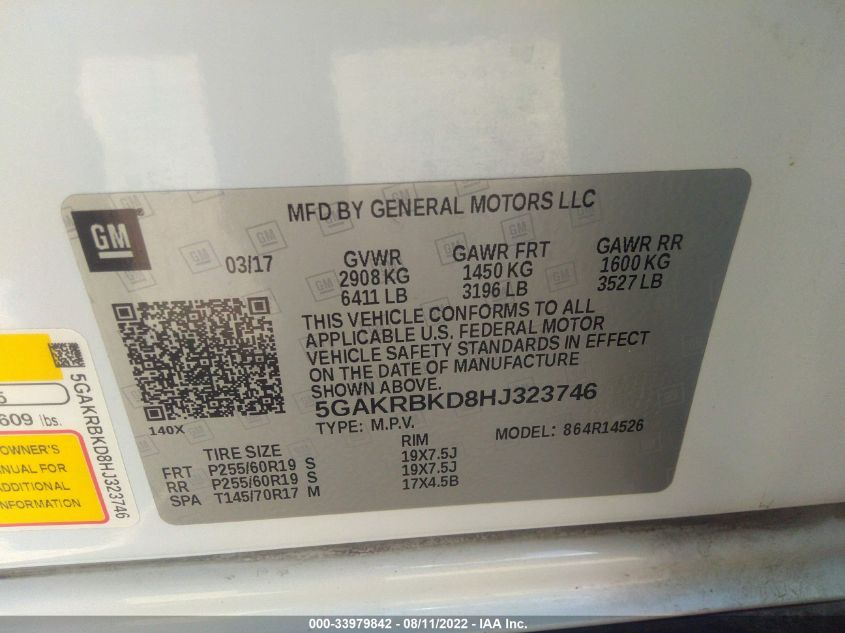 GM
MFD BY GENERAL MOTORS LLC
03/17
GVWR GAWR FRT GAWR RR
2908 KG 1450 KG 1600 KG
6411 LB 3196 LB 3527 LB
THIS VEHICLE CONFORMS TO ALL
APPLICABLE U.S. FEDERAL MOTOR
VEHICLE SAFETY STANDARDS IN EFFECT
ON THE DATE OF MANUFACTURE
SHOWN ABOVE.
5GAKRBKD8HJ323746
140X
TYPE: M.P.V. MODEL: 864R14526
TIRE SIZE RIM
FRT P255/60R19 S 19X7.5J
RR P255/60R19 S 19X7.5J
SPA T145/70R17 M 17X4.5B
609 lbs.
OWNER'S
ANUAL FOR
ADDITIONAL
NFORMATION
5GAKRBKD8HJ323746
000-33979842 - 08/11/2022 - IAA Inc.